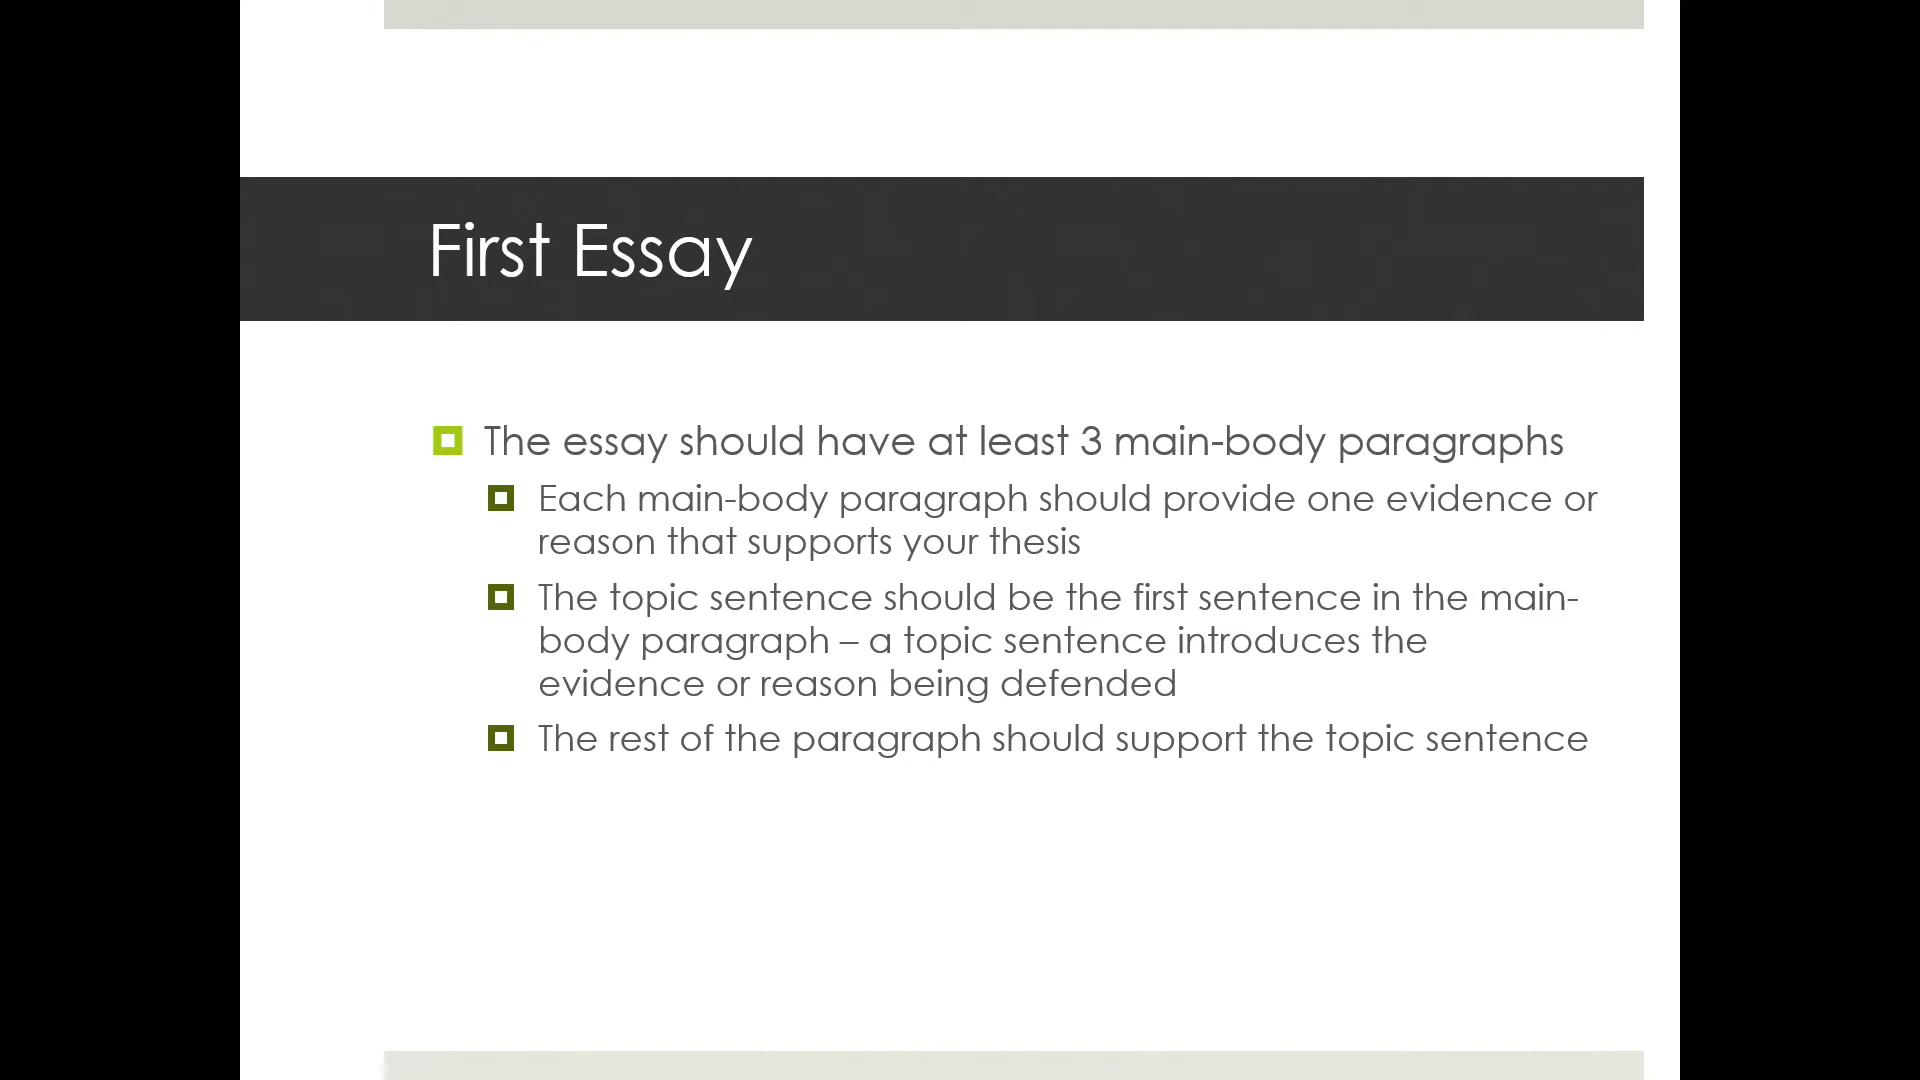 First Essay
The essay should have at least 3 main-body paragraphs
Each main-body paragraph should provide one evidence or
reason that supports your thesis
The topic sentence should be the first sentence in the main-
body paragraph – a topic sentence introduces the
evidence or reason being defended
The rest of the paragraph should support the topic sentence